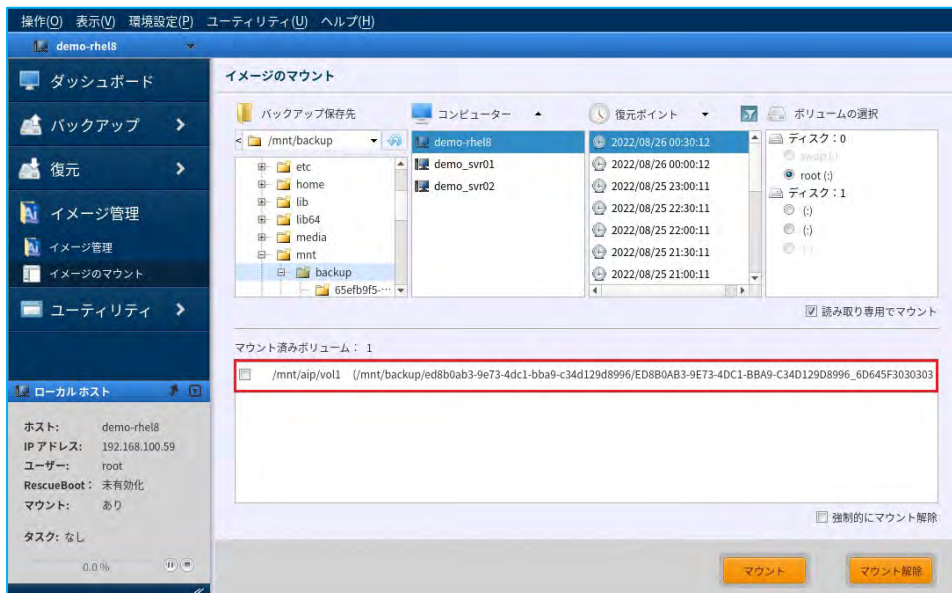 操作(O) 表示(V) 環境設定(P) ユーティリティ(U) ヘルプ(H)
demo-rhel8
ダッシュボード
バックアップ
復元
イメージ管理
イメージ管理
イメージのマウント
ユーティリティ
ローカル ホスト
ホスト: demo-rhel8
IP アドレス: 192.168.100.59
ユーザー: root
RescueBoot： 未有効化
マウント: あり
タスク: なし
0.0 %
イメージのマウント
バックアップ保存先
< /mnt/backup
etc
home
lib
lib64
media
mnt
backup
65efb9f5-…
コンピューター
demo-rhel8
demo_svr01
demo_svr02
復元ポイント
2022/08/26 00:30:12
2022/08/26 00:00:12
2022/08/25 23:00:11
2022/08/25 22:30:11
2022/08/25 22:00:11
2022/08/25 21:30:11
2022/08/25 21:00:11
ボリュームの選択
ディスク：0
swap (:)
root (:)
ディスク：1
(:)
(:)
(:)
読み取り専用でマウント
マウント済みボリューム： 1
/mnt/aip/vol1 (/mnt/backup/ed8b0ab3-9e73-4dc1-bba9-c34d129d8996/ED8B0AB3-9E73-4DC1-BBA9-C34D129D8996_6D645F3030303
強制的にマウント解除
マウント
マウント解除